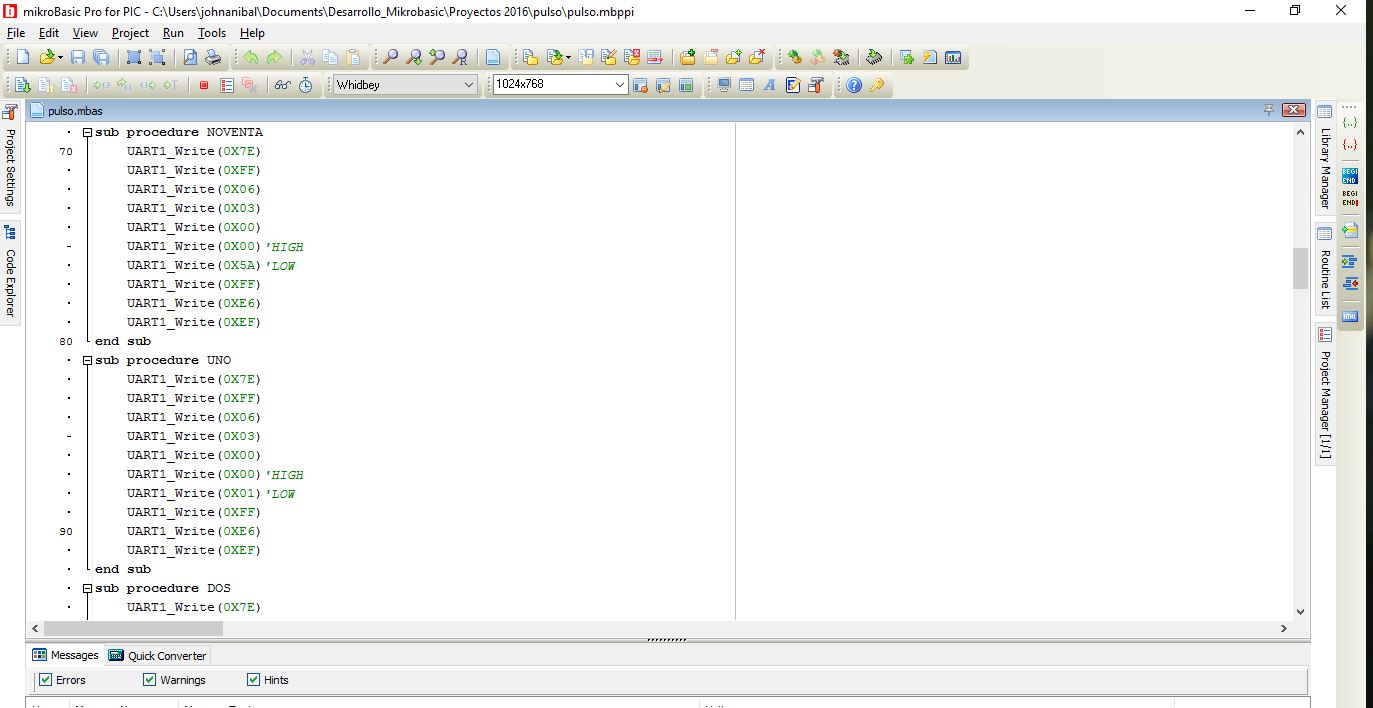 mikroBasic Pro for PIC - C:\Users\johnanibal\Documents\Desarrollo_Mikrobasic\Proyectos 2016\pulso\pulso.mbppi
File Edit View Project Run Tools Help
Whidbey 1024x768
pulso.mbas
sub procedure NOVENTA
70 UART1_Write(0X7E)
UART1_Write(0XFF)
UART1_Write(0X06)
UART1_Write(0X03)
UART1_Write(0X00)
UART1_Write(0X00)'HIGH
UART1_Write(0X5A)'LOW
UART1_Write(0XFF)
UART1_Write(0XE6)
UART1_Write(0XEF)
80 end sub
sub procedure UNO
UART1_Write(0X7E)
UART1_Write(0XFF)
UART1_Write(0X06)
UART1_Write(0X03)
UART1_Write(0X00)
UART1_Write(0X00)'HIGH
UART1_Write(0X01)'LOW
UART1_Write(0XFF)
90 UART1_Write(0XE6)
UART1_Write(0XEF)
end sub
sub procedure DOS
UART1_Write(0X7E)
Project Settings
Code Explorer
Library Manager
Routine List
Project Manager [1/1]
BEGI
END
BEGI
END
HTML
Messages Quick Converter
Errors Warnings Hints